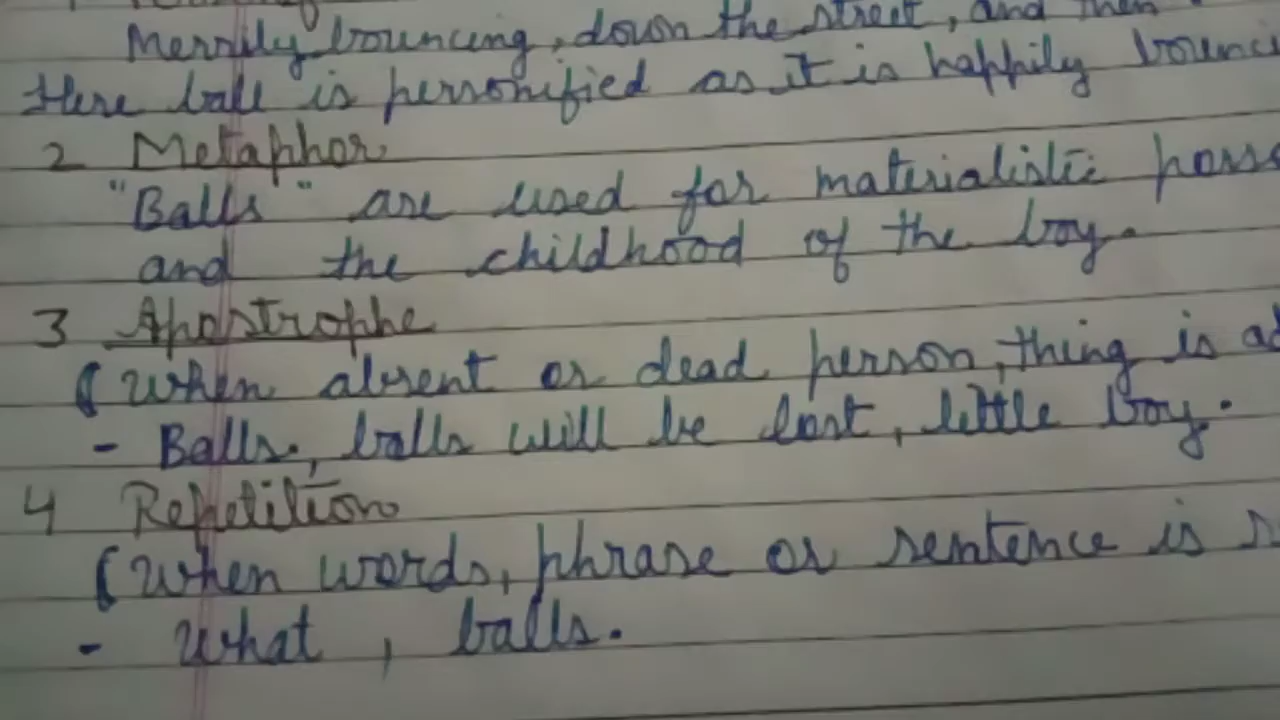 Merrily bouncing, down the street, and then
Here ball is personified as it is happily bounci
2 Metaphor
"Balls" are used for materialistic poss
and the childhood of the boy.
3 Apostrophe
(When absent or dead person, thing is ad
- Balls, balls will be lost, little boy.
4 Repetition
(When words, phrase or sentence is r
- what, balls.